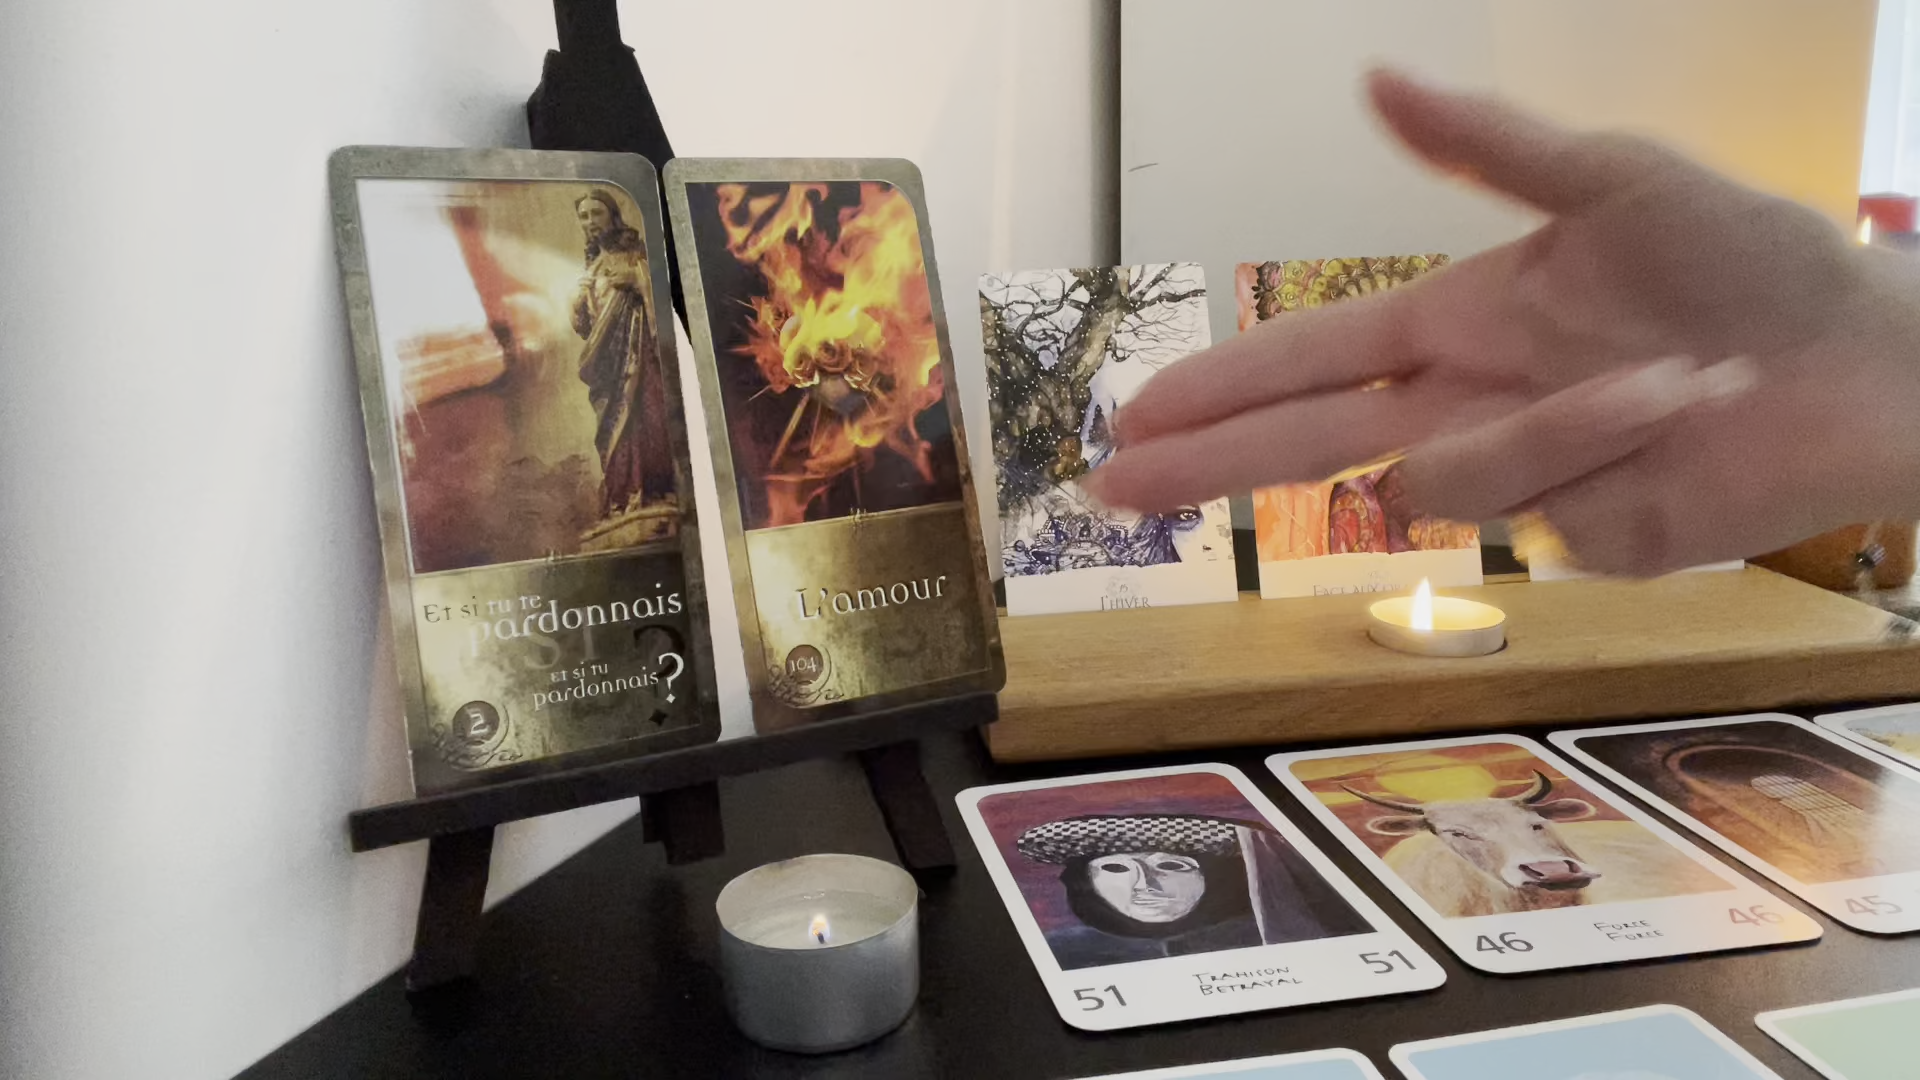 Et si tu te
pardonnais
et si tu
pardonnais?
2
L'amour
104
L'HIVER
51
TRAHISON
BETRAYAL
51
46
FORCE
FORCE
46
45